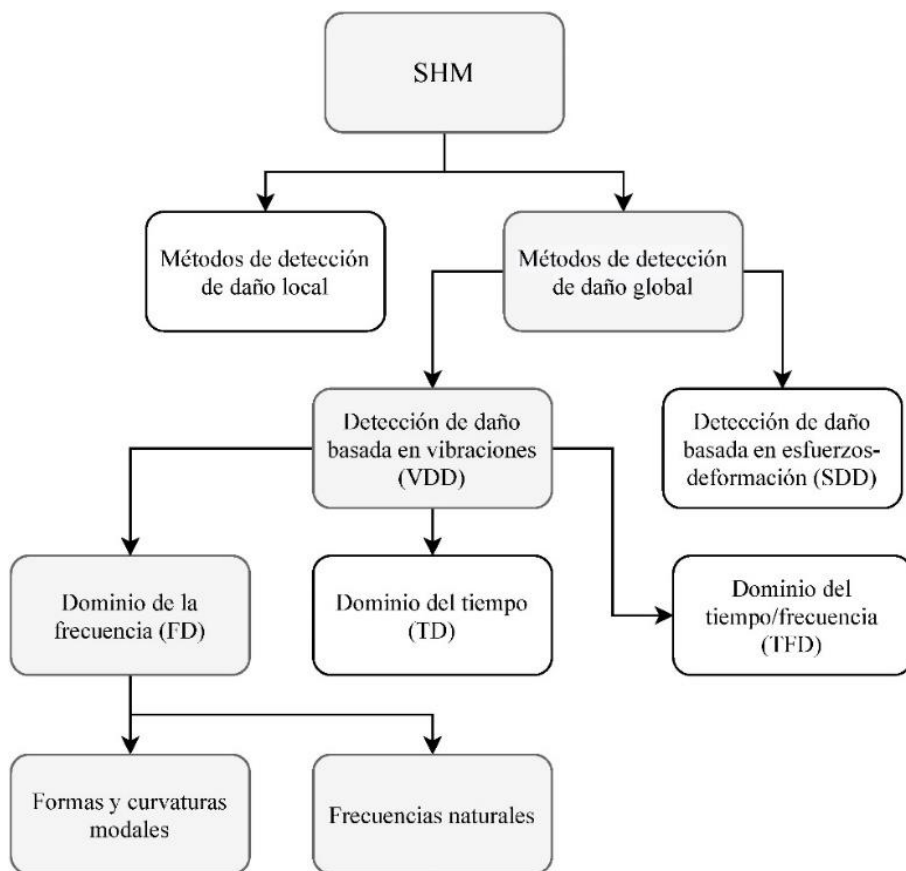 SHM
Métodos de detección
de daño local
Métodos de detección
de daño global
Detección de daño
basada en vibraciones
(VDD)
Detección de daño
basada en esfuerzos-
deformación (SDD)
Dominio de la
frecuencia (FD)
Dominio del tiempo
(TD)
Dominio del
tiempo/frecuencia
(TFD)
Formas y curvaturas
modales
Frecuencias naturales